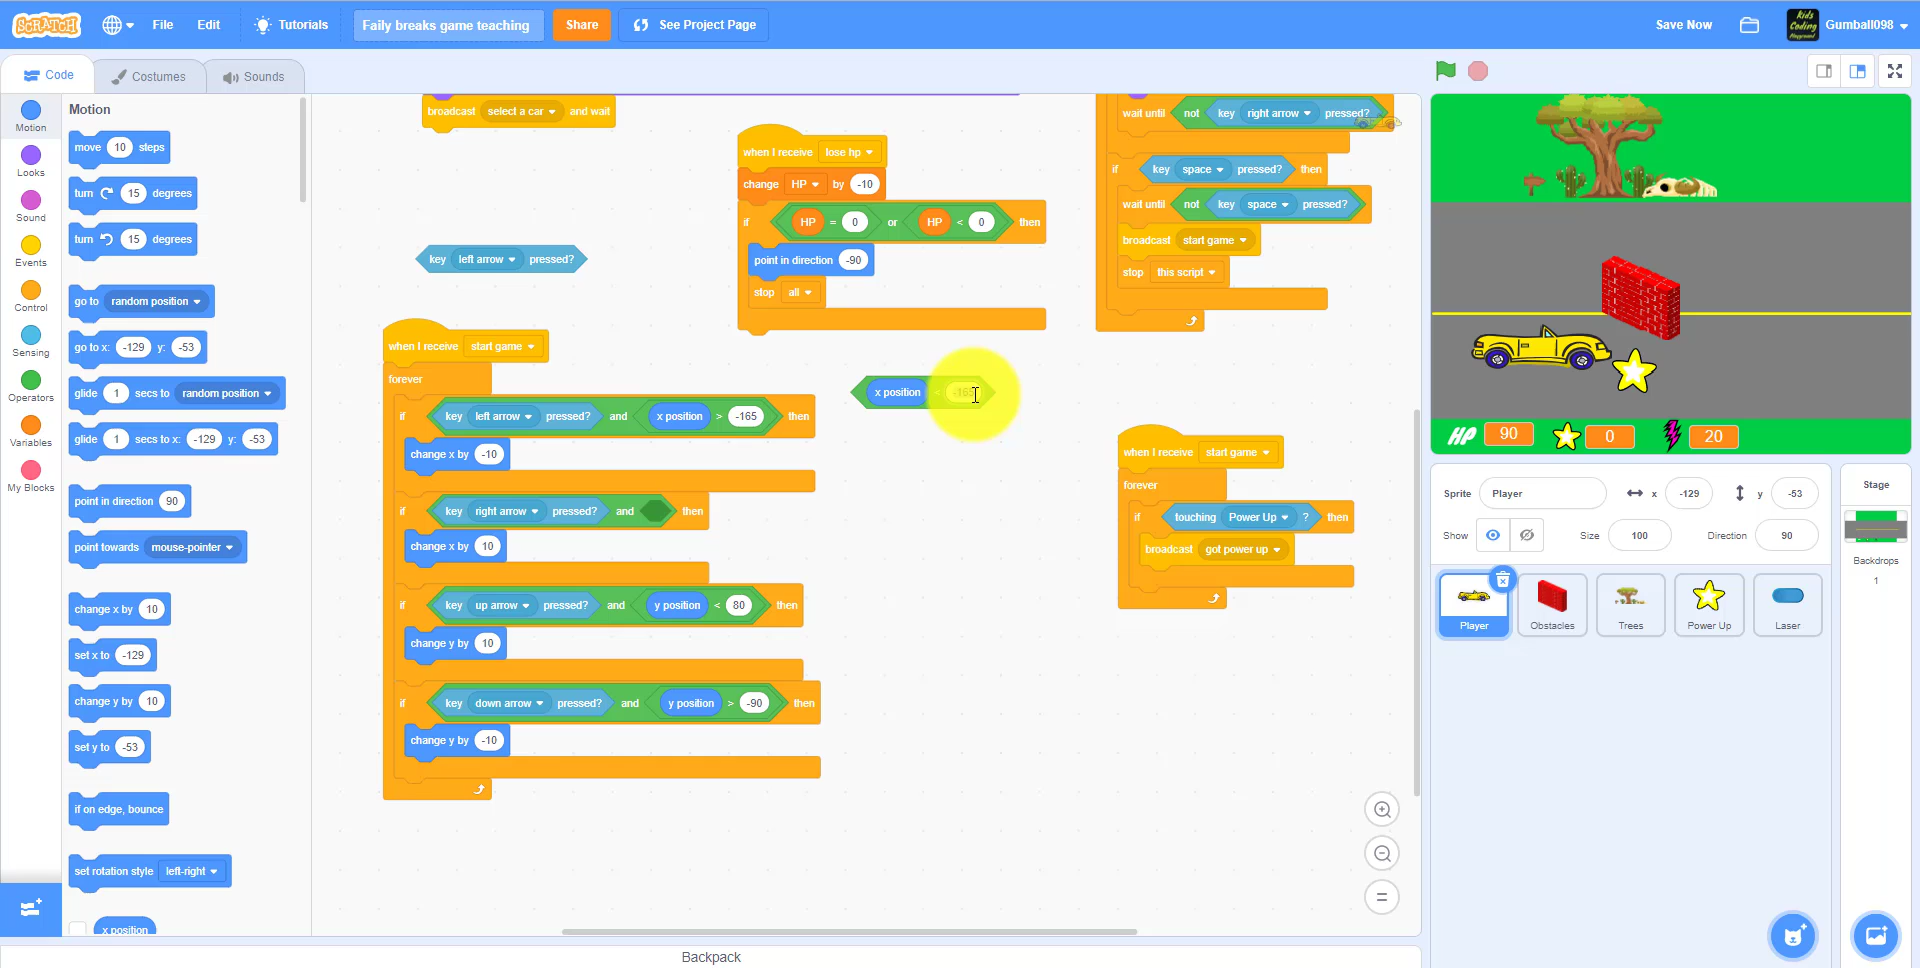 SCRATCH File Edit Tutorials Faily breaks game teaching Share See Project Page Save Now Kids Coding Playground Gumball098
Code Costumes Sounds
Motion
Looks
Sound
Events
Control
Sensing
Operators
Variables
My Blocks
Motion
move 10 steps
turn 15 degrees
turn 15 degrees
go to random position
go to x: -129 y: -53
glide 1 secs to random position
glide 1 secs to x: -129 y: -53
point in direction 90
point towards mouse-pointer
change x by 10
set x to -129
change y by 10
set y to -53
if on edge, bounce
set rotation style left-right
x position
broadcast select a car and wait
key left arrow pressed?
when I receive lose hp
change HP by -10
if HP = 0 or HP < 0 then
point in direction -90
stop all
wait until not key right arrow pressed?
if key space pressed? then
wait until not key space pressed?
broadcast start game
stop this script
when I receive start game
forever
if key left arrow pressed? and x position > -165 then
change x by -10
if key right arrow pressed? and then
change x by 10
if key up arrow pressed? and y position < 80 then
change y by 10
if key down arrow pressed? and y position > -90 then
change y by -10
x position
when I receive start game
forever
if touching Power Up ? then
broadcast got power up
HP 90 0 20
Sprite Player x -129 y -53
Show Size 100 Direction 90
Player Obstacles Trees Power Up Laser
Stage
Backdrops
1
Backpack